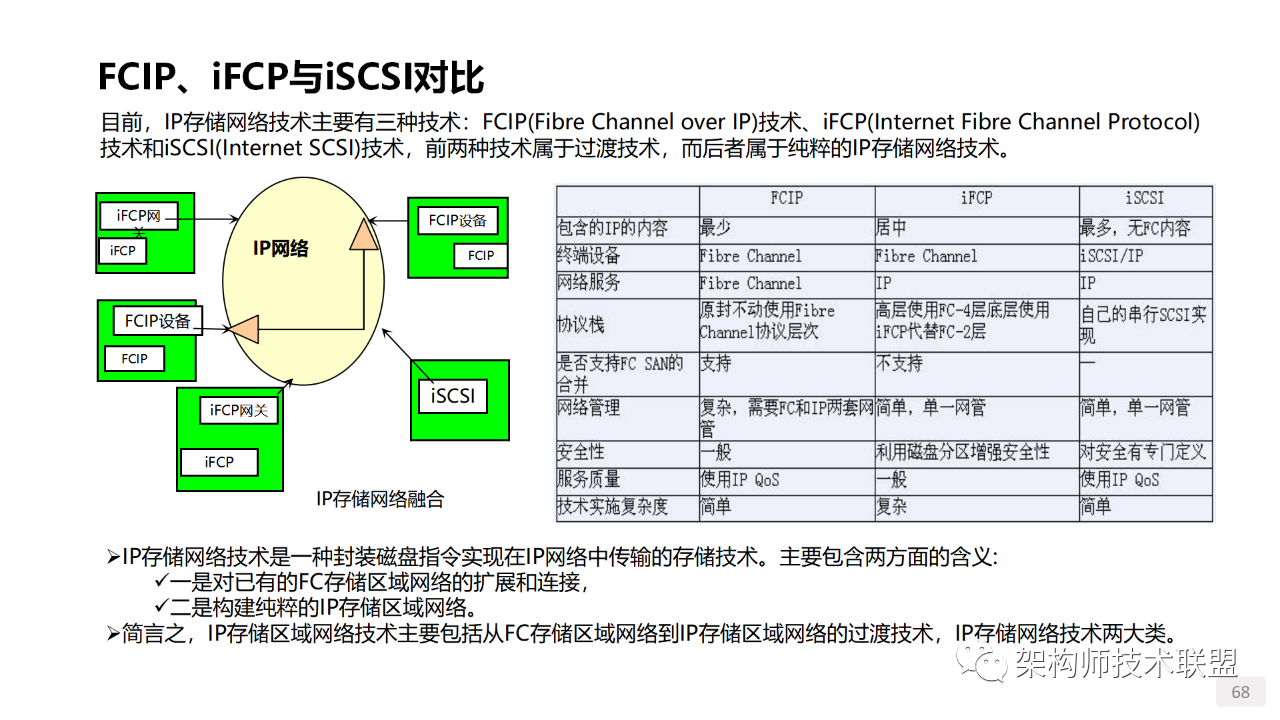 FCIP、iFCP与iSCSI对比
目前，IP存储网络技术主要有三种技术：FCIP(Fibre Channel over IP)技术、iFCP(Internet Fibre Channel Protocol)
技术和iSCSI(Internet SCSI)技术，前两种技术属于过渡技术，而后者属于纯粹的IP存储网络技术。
iFCP网
关
iFCP
IP网络
FCIP设备
FCIP
FCIP设备
FCIP
iFCP网关
iFCP
iSCSI
IP存储网络融合
FCIP iFCP iSCSI
包含的IP的内容 最少 居中 最多，无FC内容
终端设备 Fibre Channel Fibre Channel iSCSI/IP
网络服务 Fibre Channel IP IP
协议栈 原封不动使用Fibre 高层使用FC-4层底层使用 自己的串行SCSI实
Channel协议层次 iFCP代替FC-2层 现
是否支持FC SAN的 支持 不支持 —
合并
网络管理 复杂，需要FC和IP两套网 简单，单一网管 简单，单一网管
管
安全性 一般 利用磁盘分区增强安全性 对安全有专门定义
服务质量 使用IP QoS 一般 使用IP QoS
技术实施复杂度 简单 复杂 简单
➢IP存储网络技术是一种封装磁盘指令实现在IP网络中传输的存储技术。主要包含两方面的含义:
✓一是对已有的FC存储区域网络的扩展和连接，
✓二是构建纯粹的IP存储区域网络。
➢简言之，IP存储区域网络技术主要包括从FC存储区域网络到IP存储区域网络的过渡技术，IP存储网络技术两大类。
架构师技术联盟
68